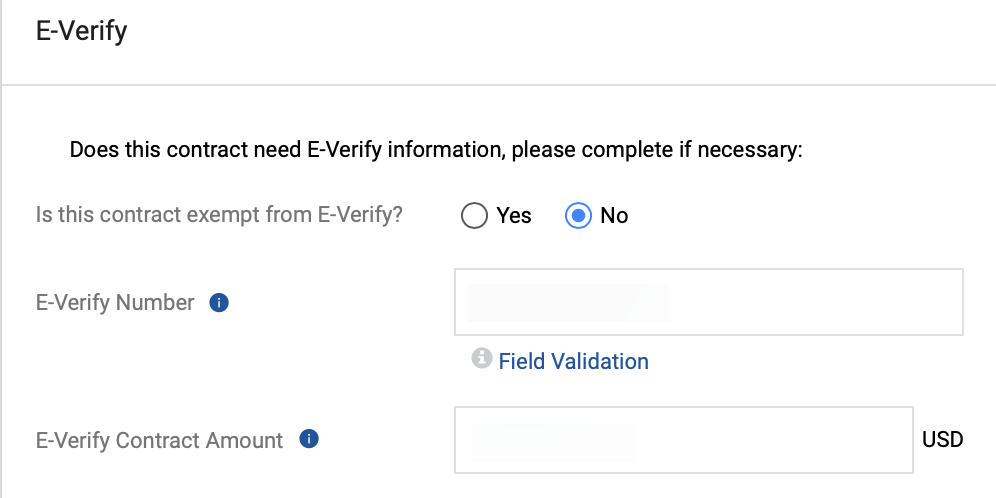 E-Verify
Does this contract need E-Verify information, please complete if necessary:
Is this contract exempt from E-Verify? Yes No
E-Verify Number
Field Validation
E-Verify Contract Amount USD